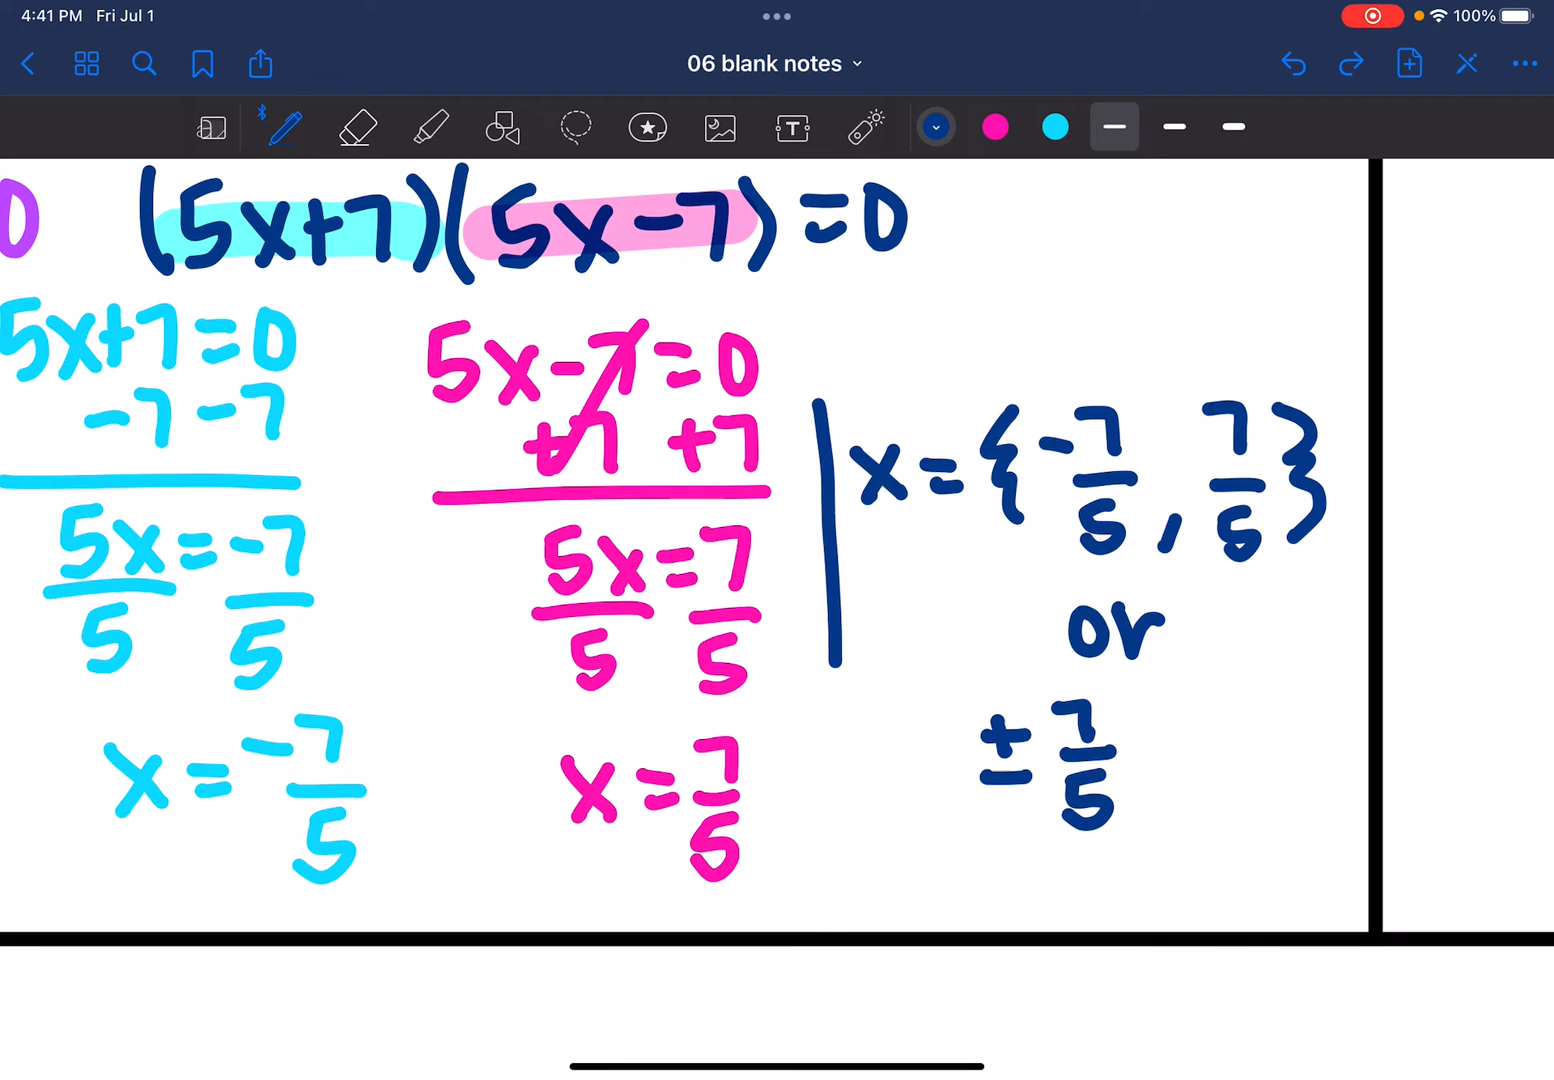 4:41 PM Fri Jul 1
100%
06 blank notes
T
0
(5x+7)(5x-7)=0
5x+7=0
-7 -7
5x=-7
5 5
x=-7
5
5x-7=0
+7 +7
5x=7
5 5
x=7
5
x={-7/5, 7/5}
or
±7/5